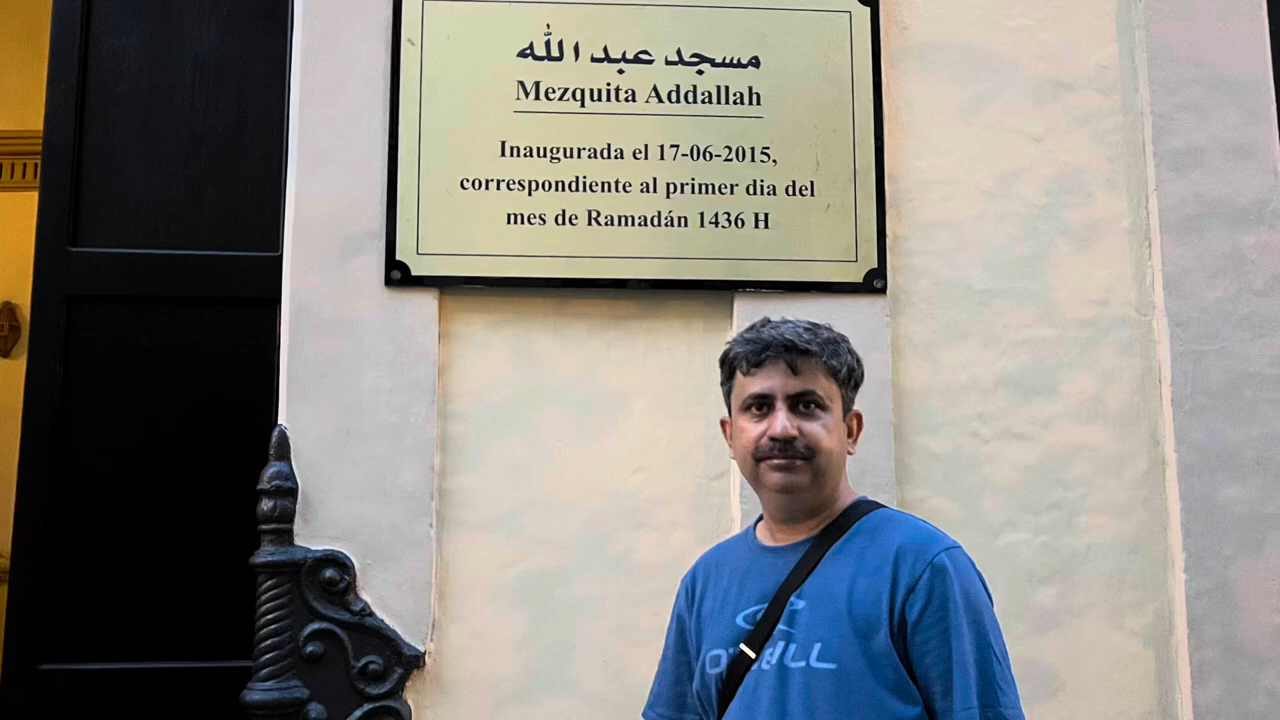 مسجد عبد الله
Mezquita Addallah
Inaugurada el 17-06-2015,
correspondiente al primer dia del
mes de Ramadán 1436 H